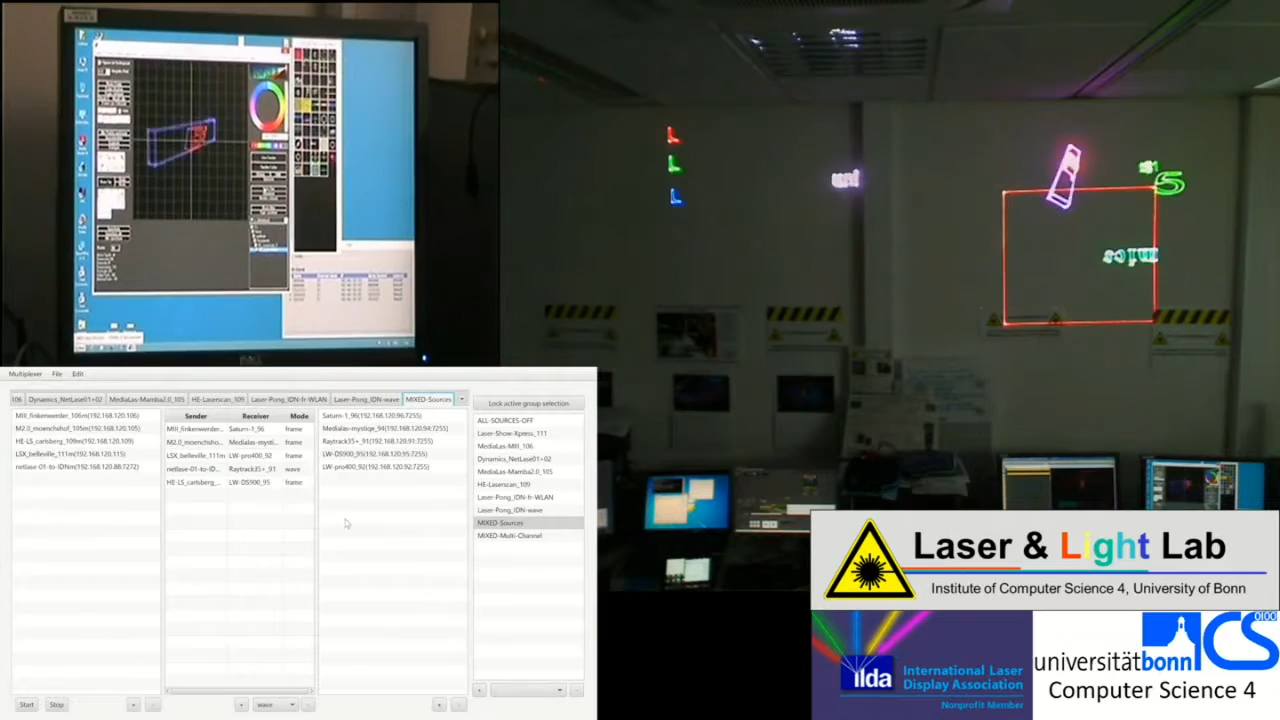 L
L
L
uni
5
Multiplexer File Edit
106 Dynamics_NetLase01+02 MediaLas-Mamba2.0_105 HE-Laserscan_109 Laser-Pong_IDN-fr-WLAN Laser-Pong_IDN-wave MIXED-Sources
MIII_finkenwerder_106m(192.168.120.106)
M2.0_moenchshof_105m(192.168.120.105)
HE-LS_carlsberg_109m(192.168.120.109)
LSX_belleville_111m(192.168.120.115)
netlase-01-to-IDNm(192.168.120.88:7272)
Sender Receiver Mode
MIII_finkenwerder... Saturn-1_96 frame
M2.0_moenchsho... Medialas-mysti... frame
LSX_belleville_111m LW-pro400_92 frame
netlase-01-to-ID... Raytrack35+_91 wave
HE-LS_carlsberg_... LW-DS900_95 frame
Saturn-1_96(192.168.120.96:7255)
Medialas-mystiqe_94(192.168.120.94:7255)
Raytrack35+_91(192.168.120.91:7255)
LW-DS900_95(192.168.120.95:7255)
LW-pro400_92(192.168.120.92:7255)
Lock active group selection
ALL-SOURCES-OFF
Laser-Show-Xpress_111
MediaLas-MIII_106
Dynamics_NetLase01+02
MediaLas-Mamba2.0_105
HE-Laserscan_109
Laser-Pong_IDN-fr-WLAN
Laser-Pong_IDN-wave
MIXED-Sources
MIXED-Multi-Channel
Start Stop + - + wave - + -
+ -
Laser & Light Lab
Institute of Computer Science 4, University of Bonn
ilda
International Laser
Display Association
Nonprofit Member
universitätbonn
CS
0100
Computer Science 4